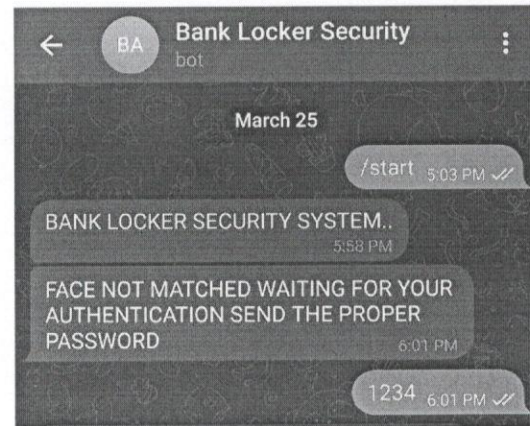 BA
Bank Locker Security
bot
March 25
/start 5:03 PM
BANK LOCKER SECURITY SYSTEM..
5:58 PM
FACE NOT MATCHED WAITING FOR YOUR
AUTHENTICATION SEND THE PROPER
PASSWORD
6:01 PM
1234 6:01 PM